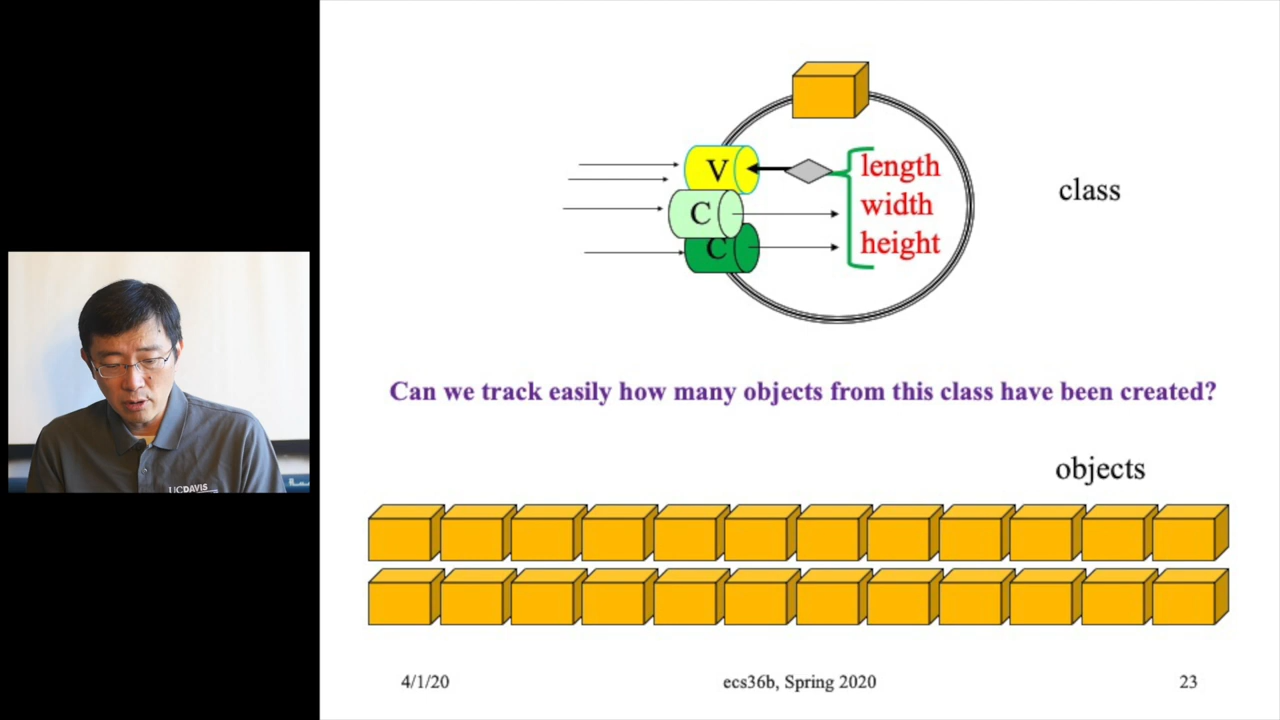 V
length
C
width
C
height
class
Can we track easily how many objects from this class have been created?
objects
UCDAVIS
4/1/20
ecs36b, Spring 2020
23